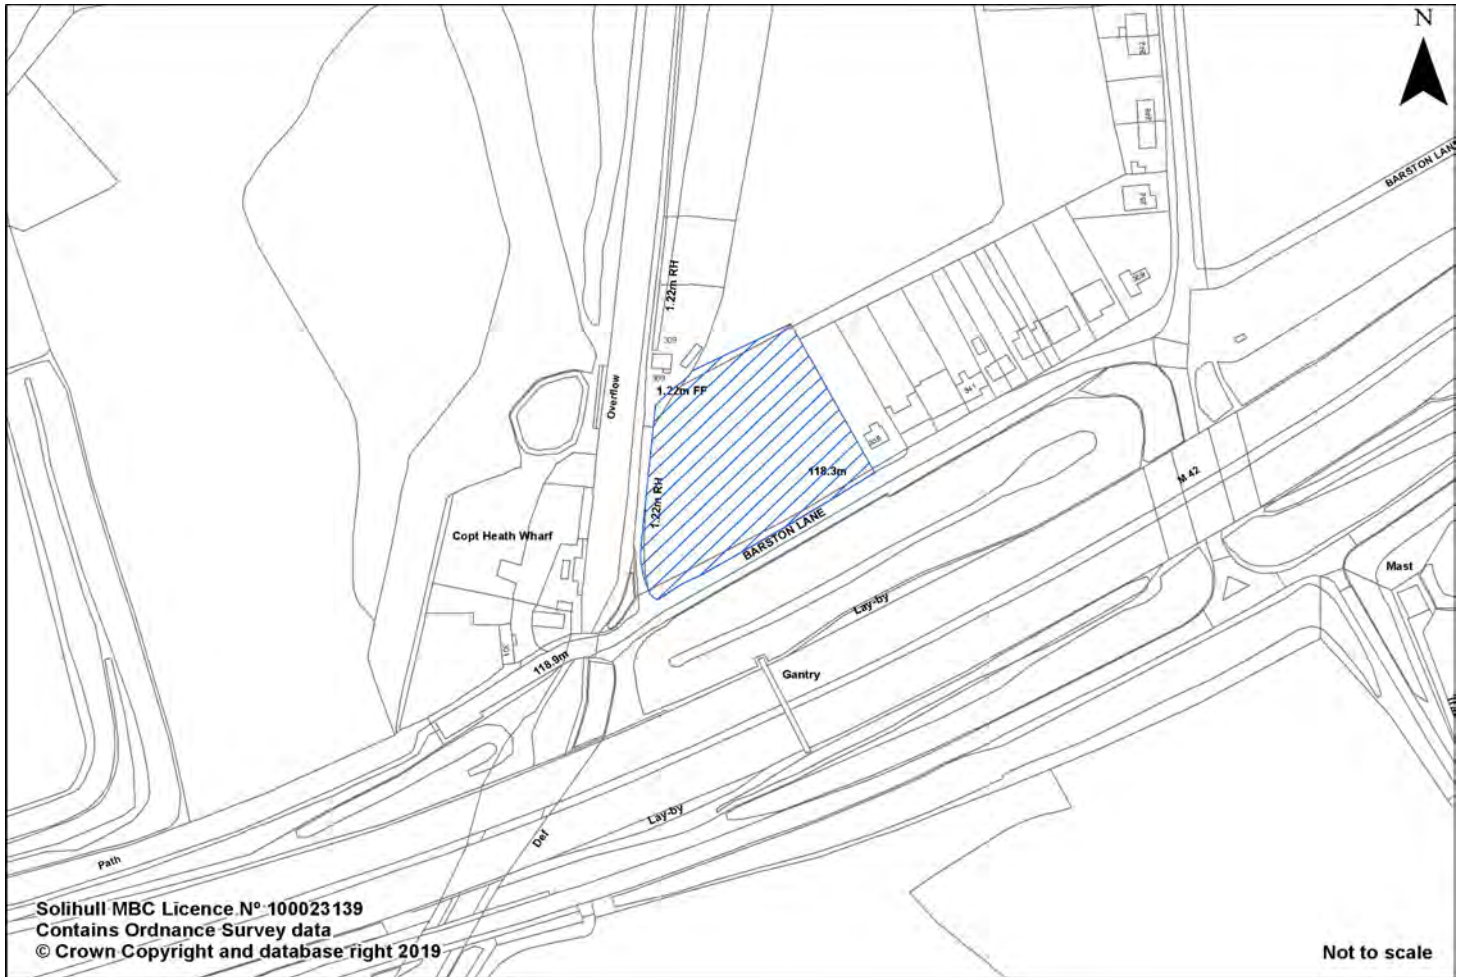 N
BARSTON LANE
1.22m RH
309
Overflow
1.22m FF
341
118.3m
1.22m RH
BARSTON LANE
M 42
Copt Heath Wharf
Mast
Lay-by
118.9m
Gantry
Lay-by
Def
Path
Solihull MBC Licence Nº 100023139
Contains Ordnance Survey data
© Crown Copyright and database right 2019
Not to scale